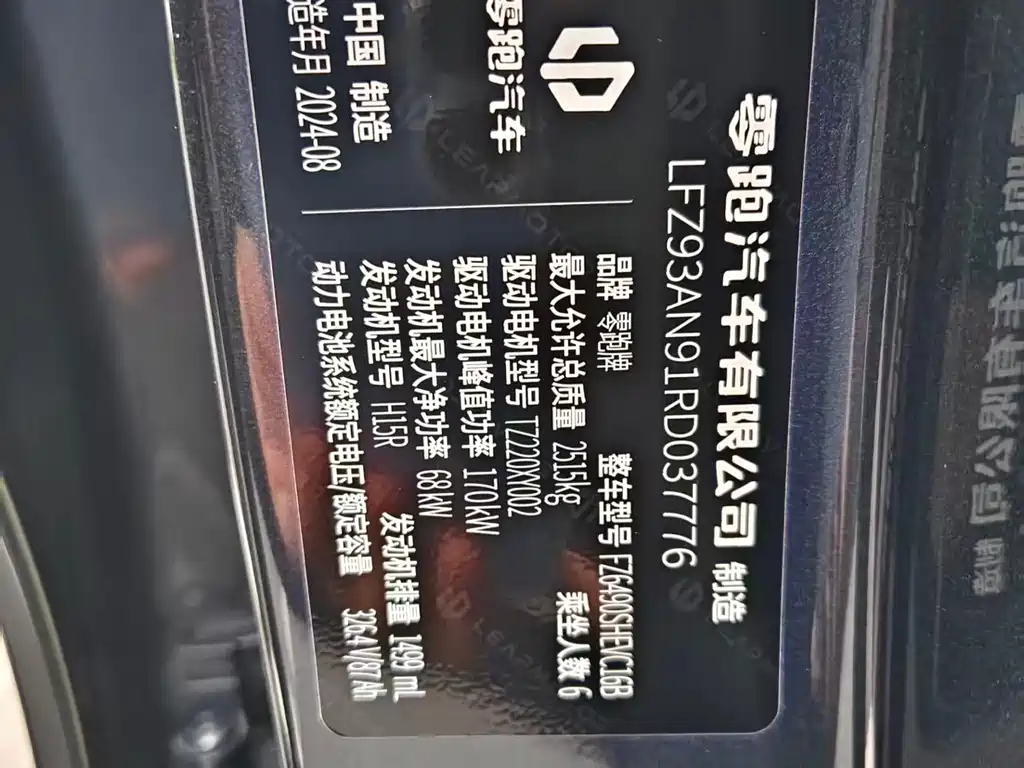 零跑汽车有限公司 制造
LFZ93AN91RD037776
零跑汽车
中国 制造
造年月 2024-08
品牌 零跑牌 整车型号 FZ6490SHEVC16B
最大允许总质量 2515kg 乘坐人数 6
驱动电机型号 TZ220XY002
驱动电机峰值功率 170kW
发动机最大净功率 68kW
发动机型号 H15R 发动机排量 1499 mL
动力电池系统额定电压/额定容量 326.4 V/87 Ah
LEAPMOTOR